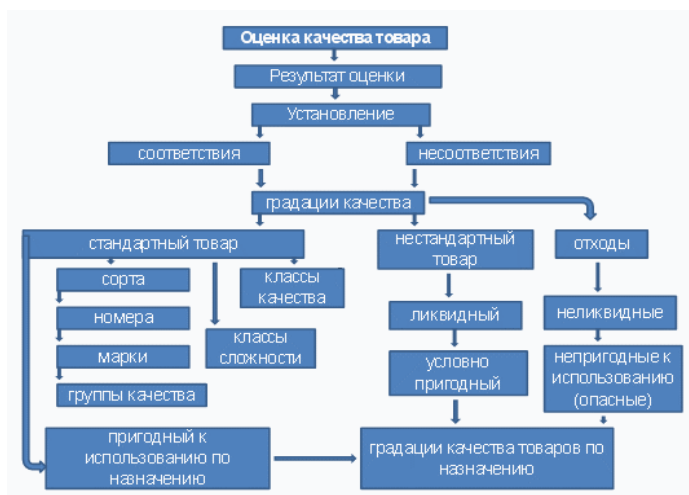 Оценка качества товара
Результат оценки
Установление
соответствия
несоответствия
градации качества
стандартный товар
нестандартный
товар
отходы
сорта
классы
качества
номера
ликвидный
неликвидные
классы
сложности
марки
условно
пригодный
непригодные к
использованию
(опасные)
группы качества
пригодный к
использованию по
назначению
градации качества товаров по
назначению